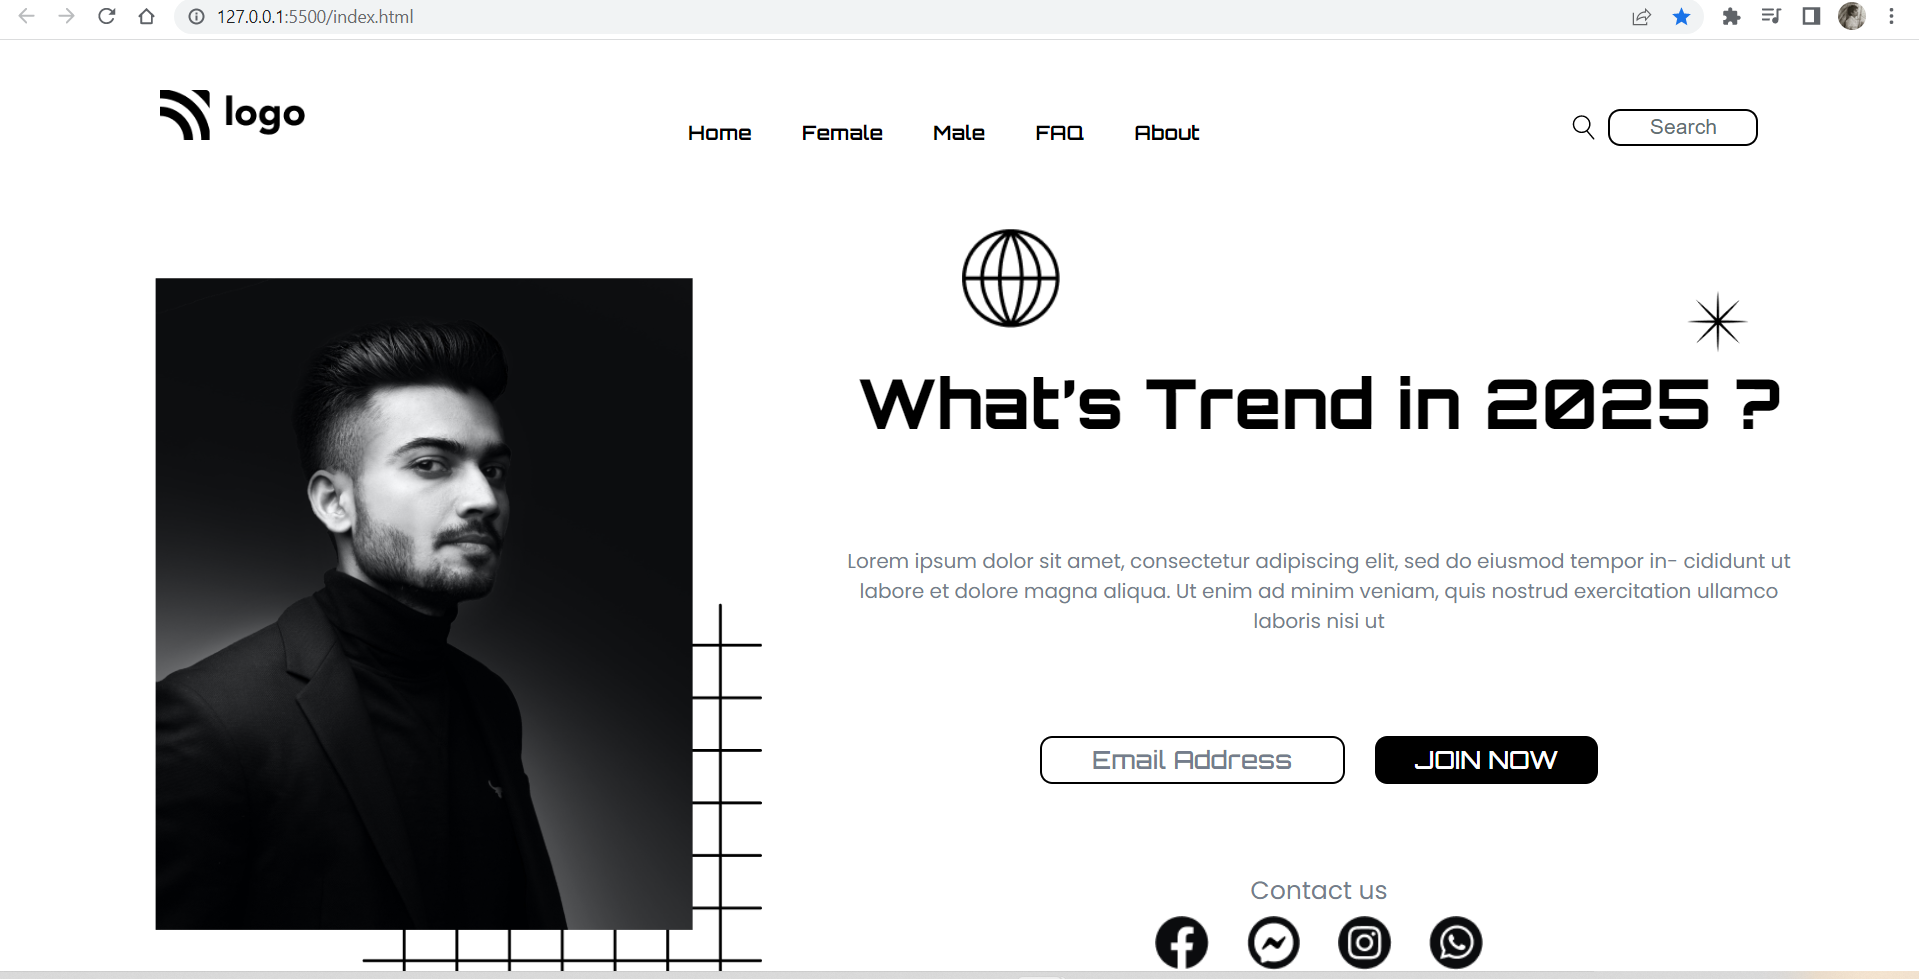 127.0.0.1:5500/index.html
logo
Home Female Male FAQ About
Search
What's Trend in 2025 ?
Lorem ipsum dolor sit amet, consectetur adipiscing elit, sed do eiusmod tempor in- cididunt ut
labore et dolore magna aliqua. Ut enim ad minim veniam, quis nostrud exercitation ullamco
laboris nisi ut
Email Address JOIN NOW
Contact us